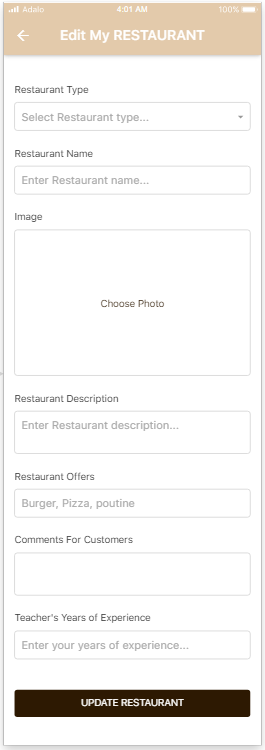 Adalo 4:01 AM 100%
Edit My RESTAURANT
Restaurant Type
Select Restaurant type...
Restaurant Name
Enter Restaurant name...
Image
Choose Photo
Restaurant Description
Enter Restaurant description...
Restaurant Offers
Burger, Pizza, poutine
Comments For Customers
Teacher's Years of Experience
Enter your years of experience...
UPDATE RESTAURANT